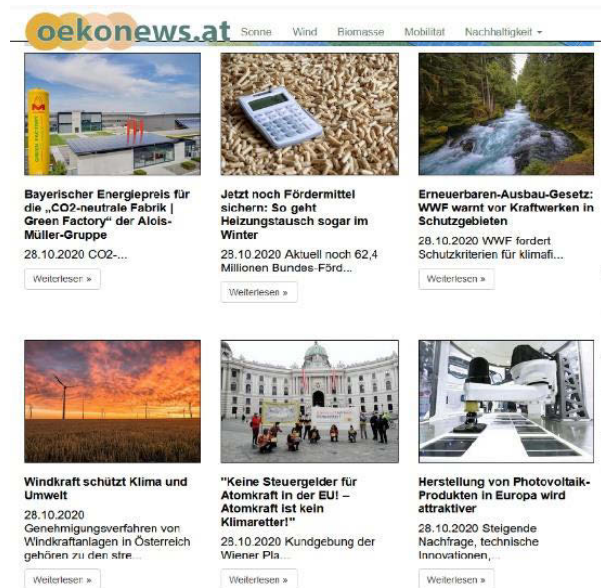 oekonews.at
Sonne Wind Biomasse Mobilität Nachhaltigkeit
Bayerischer Energiepreis für
die „CO2-neutrale Fabrik |
Green Factory“ der Alois-
Müller-Gruppe
28.10.2020 CO2-...
Weiterlesen »
Jetzt noch Fördermittel
sichern: So geht
Heizungstausch sogar im
Winter
28.10.2020 Aktuell noch 62,4
Millionen Bundes-Förd...
Weiterlesen »
Erneuerbaren-Ausbau-Gesetz:
WWF warnt vor Kraftwerken in
Schutzgebieten
28.10.2020 WWF fordert
Schutzkriterien für klimafi...
Weiterlesen »
Windkraft schützt Klima und
Umwelt
28.10.2020
Genehmigungsverfahren von
Windkraftanlagen in Österreich
gehören zu den stre...
Weiterlesen »
"Keine Steuergelder für
Atomkraft in der EU! –
Atomkraft ist kein
Klimaretter!"
28.10.2020 Kundgebung der
Wiener Pla...
Weiterlesen »
Herstellung von Photovoltaik-
Produkten in Europa wird
attraktiver
28.10.2020 Steigende
Nachfrage, technische
Innovationen,...
Weiterlesen »